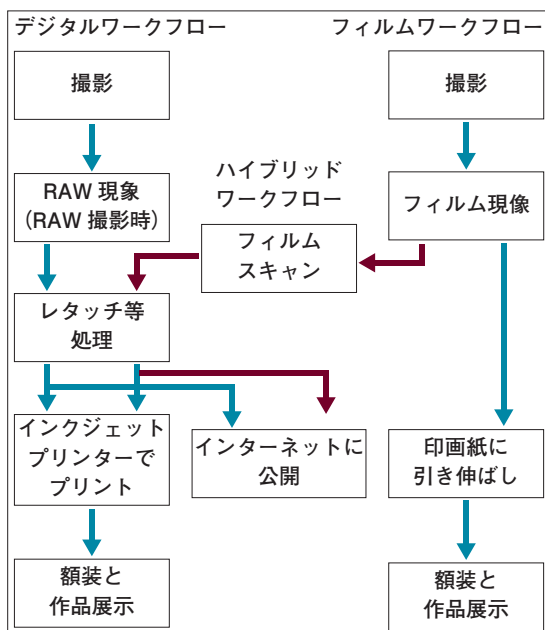 デジタルワークフロー
フィルムワークフロー
撮影
撮影
ハイブリッド
ワークフロー
RAW 現象
(RAW 撮影時)
フィルム現像
フィルム
スキャン
レタッチ等
処理
インクジェット
プリンターで
プリント
インターネットに
公開
印画紙に
引き伸ばし
額装と
作品展示
額装と
作品展示